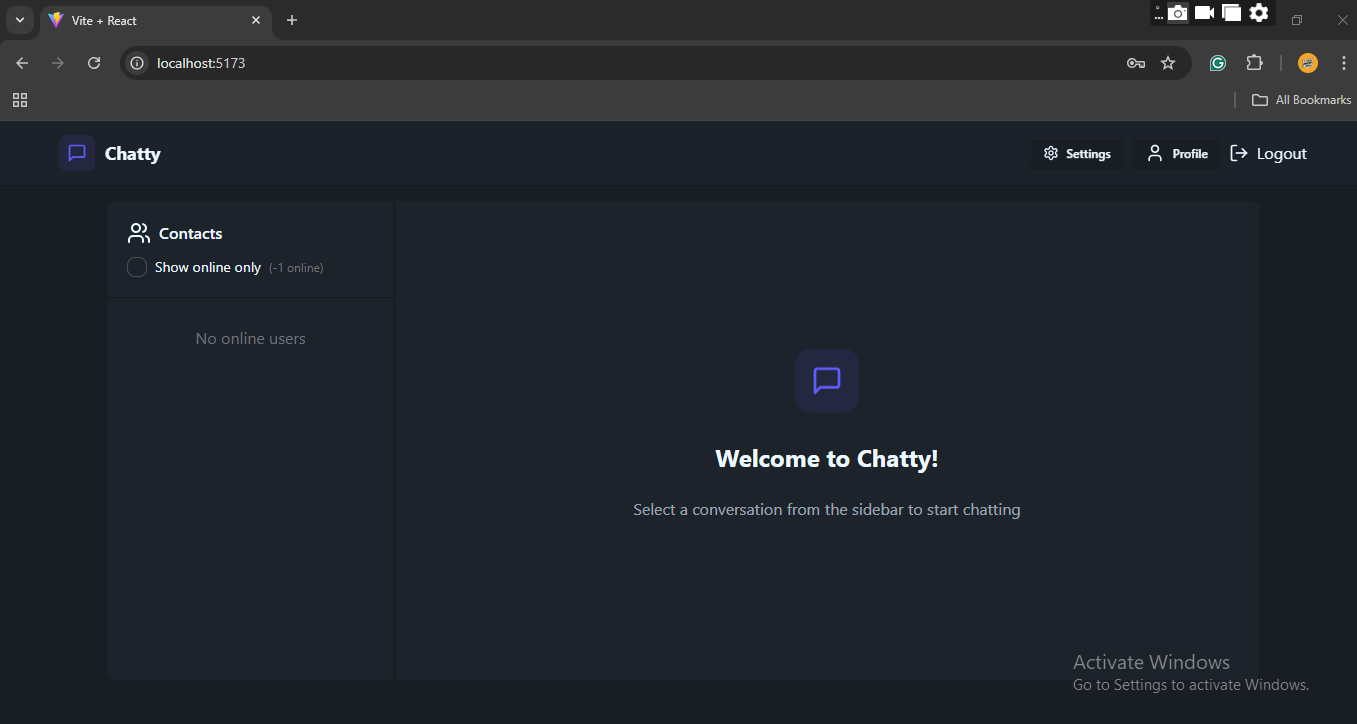 Vite + React
localhost:5173
All Bookmarks
Chatty
Settings
Profile
Logout
Contacts
Show online only (-1 online)
No online users
Welcome to Chatty!
Select a conversation from the sidebar to start chatting
Activate Windows
Go to Settings to activate Windows.